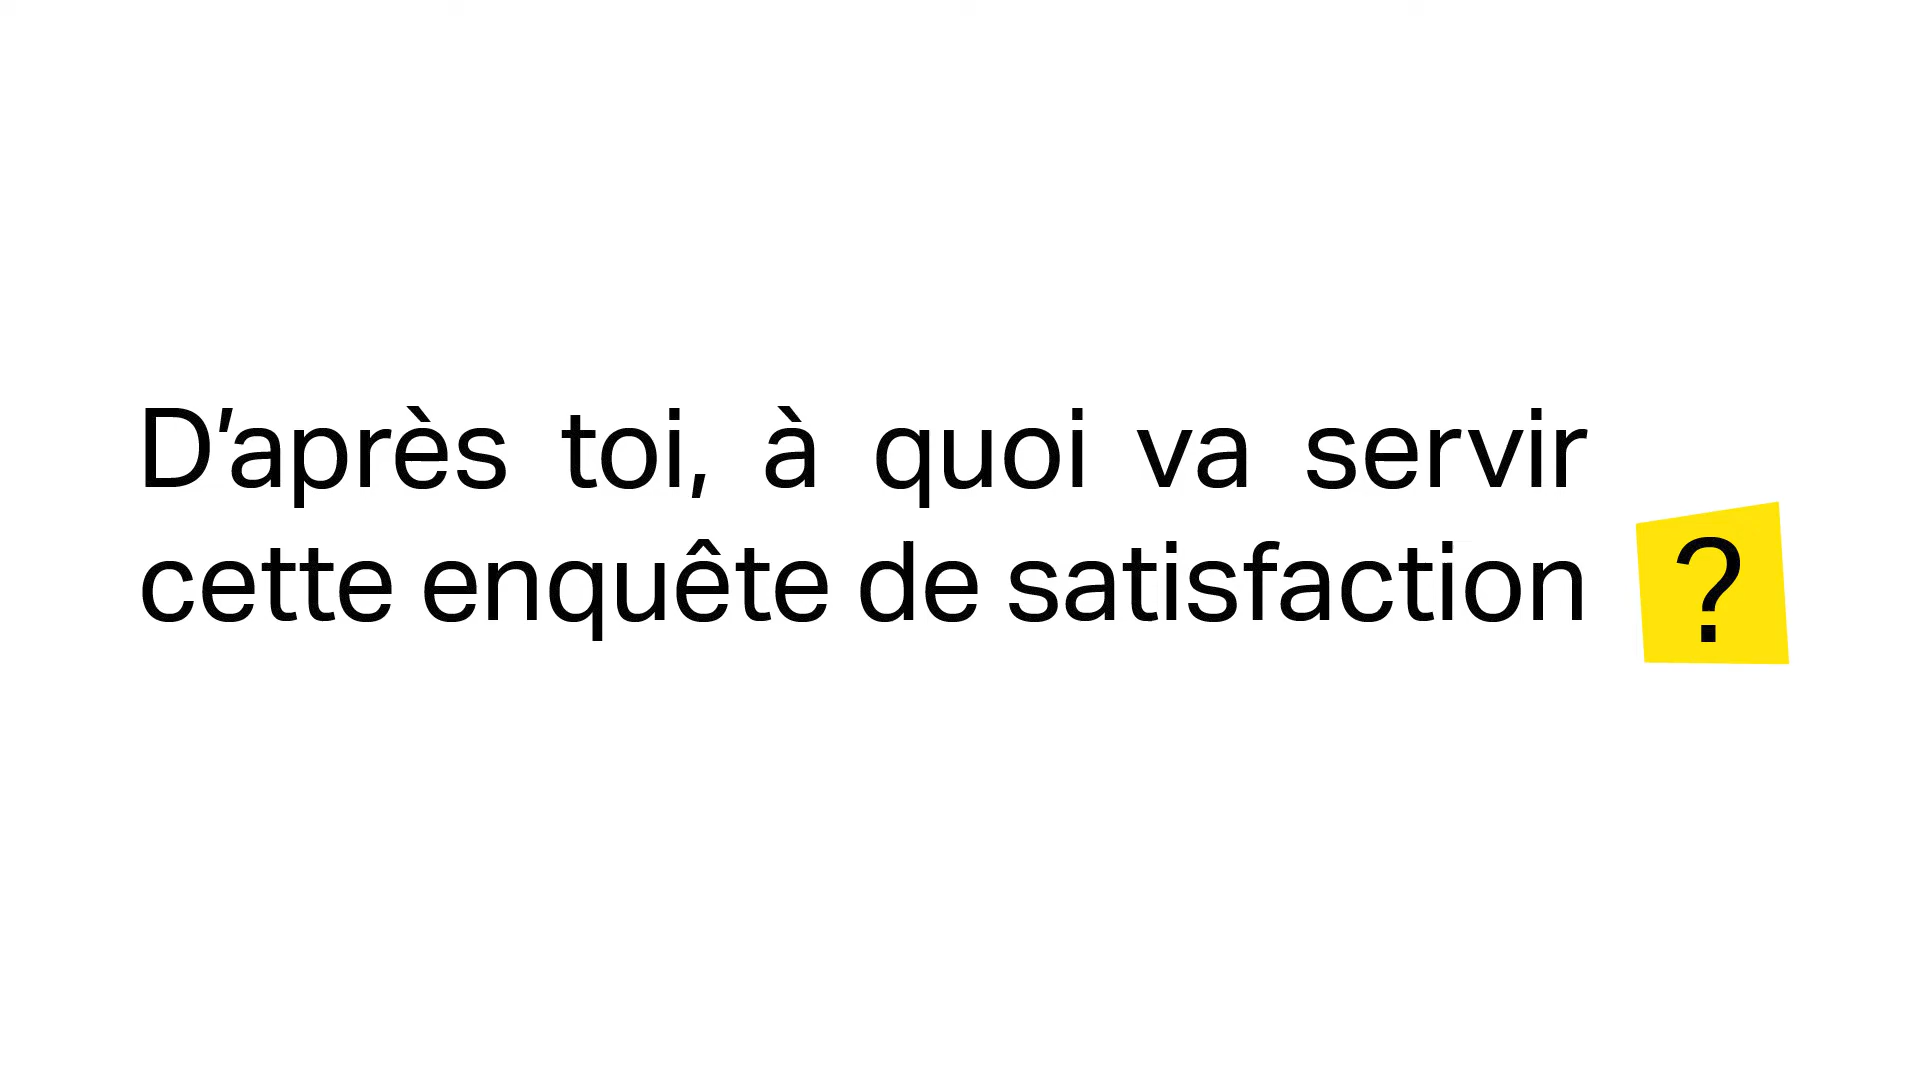 D’après toi, à quoi va servir
cette enquête de satisfaction ?